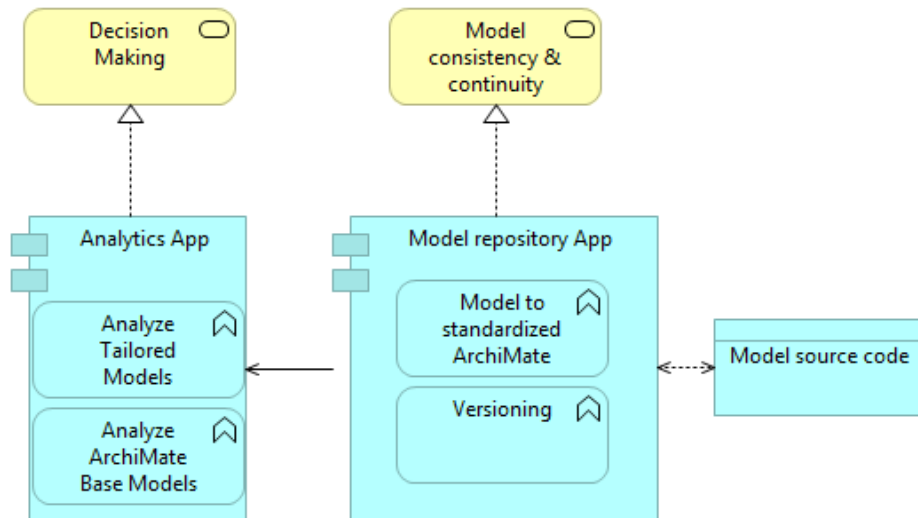 Decision
Making
Model
consistency &
continuity
Analytics App
Analyze
Tailored
Models
Analyze
ArchiMate
Base Models
Model repository App
Model to
standardized
ArchiMate
Versioning
Model source code